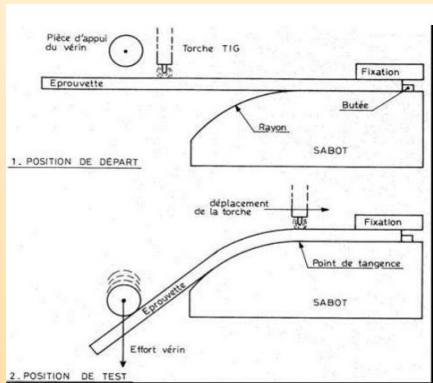 Pièce d'appui
du vérin
Torche TIG
Fixation
Eprouvette
Butée
Rayon
SABOT
1. POSITION DE DÉPART
déplacement
de la torche
Fixation
Point de tangence
Eprouvette
SABOT
Effort vérin
2. POSITION DE TEST